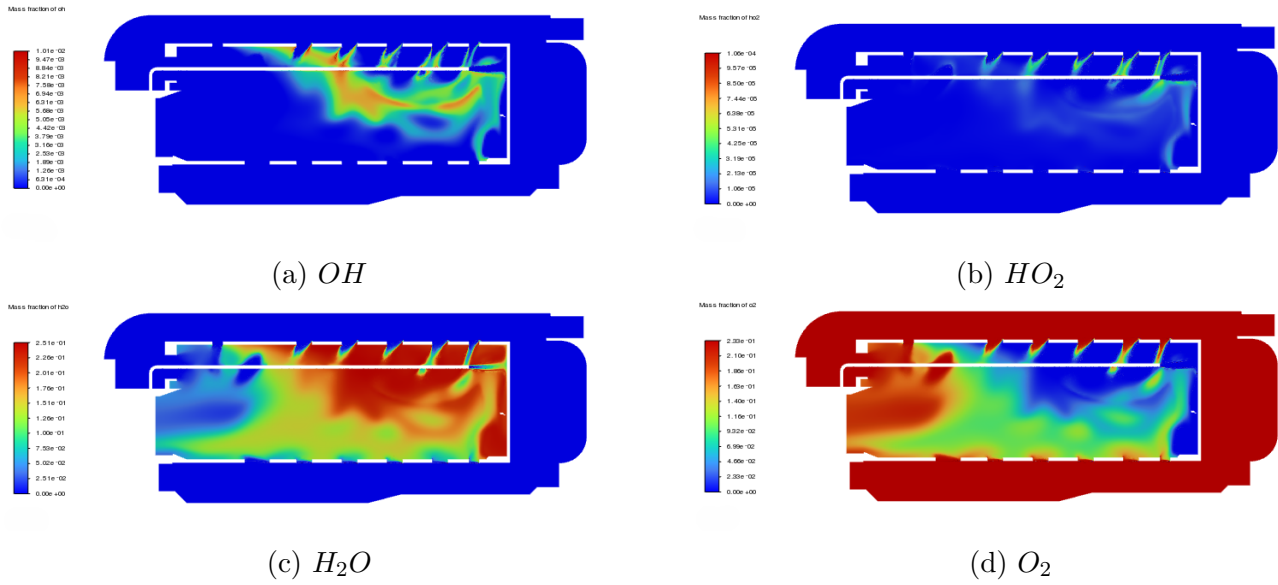 Mass fraction of oh
1.01e-02
9.47e-03
8.84e-03
8.21e-03
7.58e-03
6.94e-03
6.31e-03
5.68e-03
5.05e-03
4.42e-03
3.79e-03
3.16e-03
2.53e-03
1.89e-03
1.26e-03
6.31e-04
0.00e+00
(a) OH
Mass fraction of ho2
1.06e-04
9.57e-05
8.50e-05
7.44e-05
6.38e-05
5.31e-05
4.25e-05
3.19e-05
2.13e-05
1.06e-05
0.00e+00
(b) HO₂
Mass fraction of h2o
2.51e-01
2.26e-01
2.01e-01
1.76e-01
1.51e-01
1.26e-01
1.00e-01
7.53e-02
5.02e-02
2.51e-02
0.00e+00
(c) H₂O
Mass fraction of o2
2.33e-01
2.10e-01
1.86e-01
1.63e-01
1.40e-01
1.16e-01
9.32e-02
6.99e-02
4.66e-02
2.33e-02
0.00e+00
(d) O₂